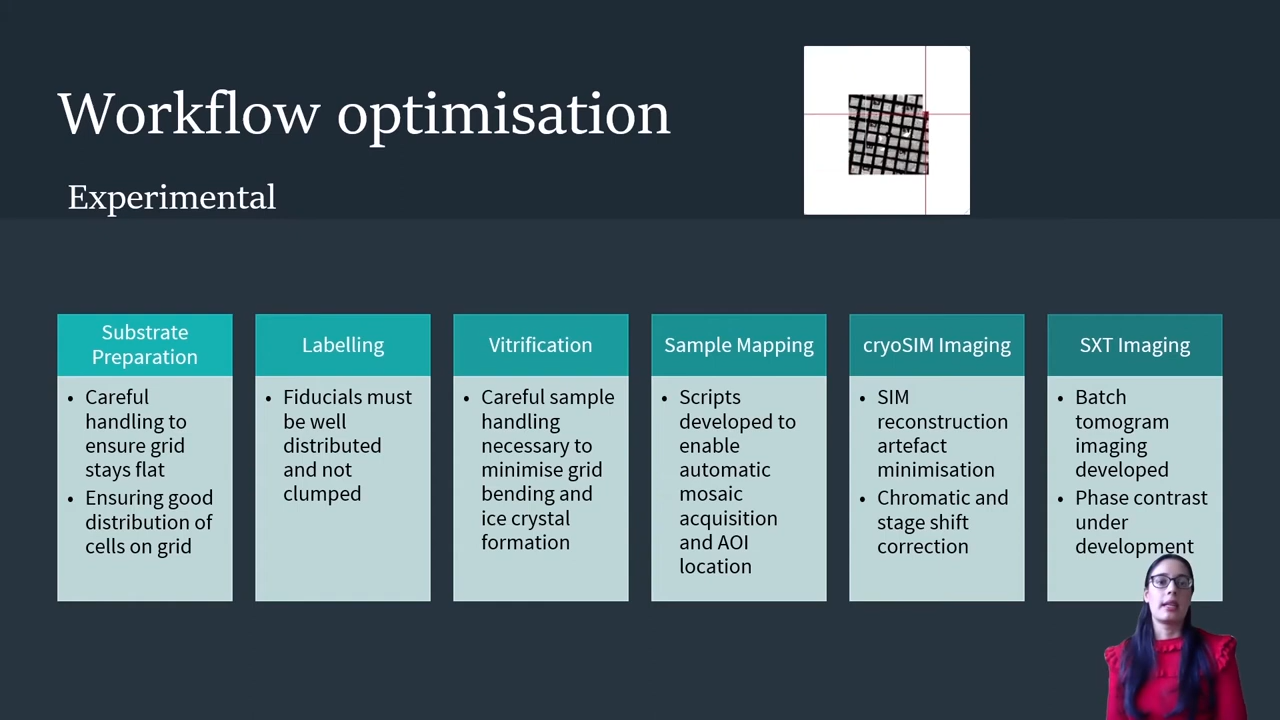 Workflow optimisation
Experimental
Substrate
Preparation
• Careful
handling to
ensure grid
stays flat
• Ensuring good
distribution of
cells on grid
Labelling
• Fiducials must
be well
distributed
and not
clumped
Vitrification
• Careful sample
handling
necessary to
minimise grid
bending and
ice crystal
formation
Sample Mapping
• Scripts
developed to
enable
automatic
mosaic
acquisition
and AOI
location
cryoSIM Imaging
• SIM
reconstruction
artefact
minimisation
• Chromatic and
stage shift
correction
SXT Imaging
• Batch
tomogram
imaging
developed
• Phase contrast
under
development